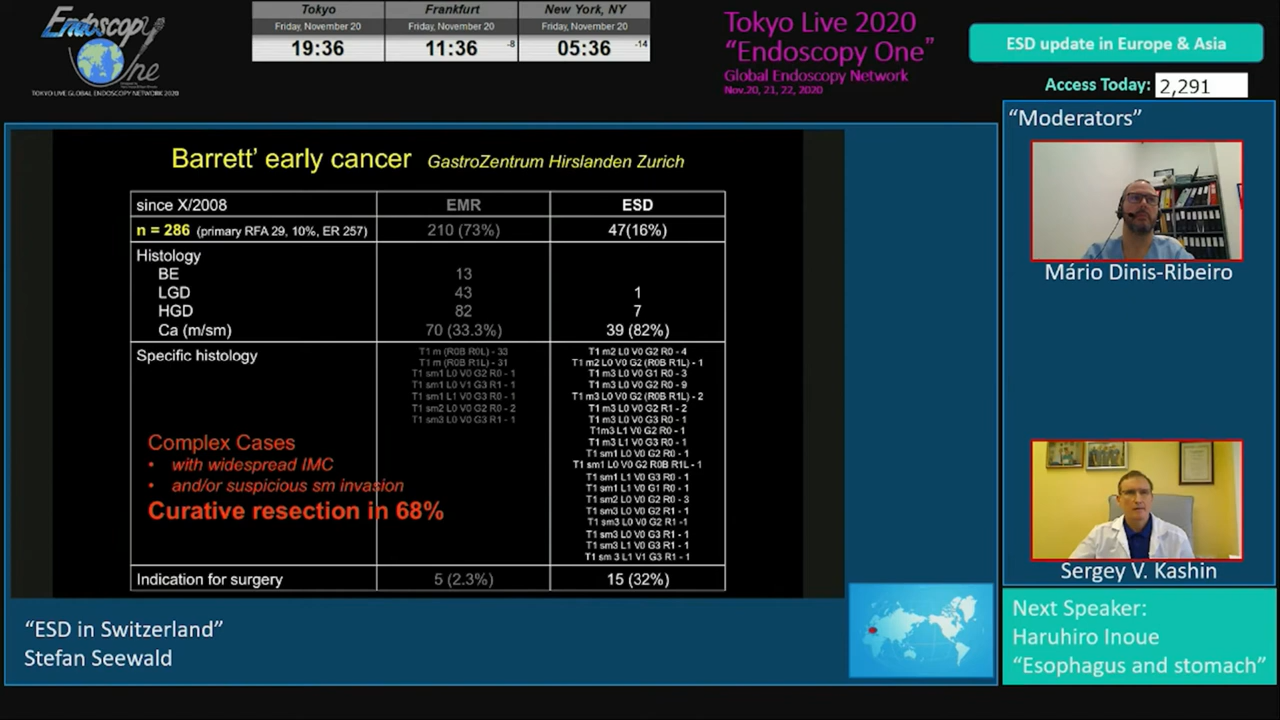 Endoscopy
One
TOKYO LIVE GLOBAL ENDOSCOPY NETWORK 2020
Tokyo Frankfurt New York, NY
Friday, November 20 Friday, November 20 Friday, November 20
19:36 11:36 -8 05:36 -14
Tokyo Live 2020
“Endoscopy One”
Global Endoscopy Network
Nov.20, 21, 22, 2020
ESD update in Europe & Asia
Access Today: 2,291
“Moderators”
Mário Dinis-Ribeiro
Sergey V. Kashin
Next Speaker:
Haruhiro Inoue
“Esophagus and stomach”
Barrett’ early cancer GastroZentrum Hirslanden Zurich
since X/2008 EMR ESD
n = 286 (primary RFA 29, 10%, ER 257) 210 (73%) 47(16%)
Histology
BE 13
LGD 43 1
HGD 82 7
Ca (m/sm) 70 (33.3%) 39 (82%)
Specific histology
T1 m (R0B R0L) - 33
T1 m (R0B R1L) - 31
T1 sm1 L0 V0 G2 R0 - 1
T1 sm1 L0 V1 G3 R1 - 1
T1 sm1 L1 V0 G3 R0 - 1
T1 sm2 L0 V0 G2 R0 - 2
T1 sm3 L0 V0 G3 R1 - 1
T1 m2 L0 V0 G2 R0 - 4
T1 m2 L0 V0 G2 (R0B R1L) - 1
T1 m3 L0 V0 G1 R0 - 3
T1 m3 L0 V0 G2 R0 - 9
T1 m3 L0 V0 G2 (R0B R1L) - 2
T1 m3 L0 V0 G2 R1 - 2
T1 m3 L0 V0 G3 R0 - 1
T1m3 L1 V0 G2 R0 - 1
T1 m3 L1 V0 G3 R0 - 1
T1 sm1 L0 V0 G2 R0 - 1
T1 sm1 L0 V0 G2 R0B R1L - 1
T1 sm1 L1 V0 G3 R0 - 1
T1 sm1 L1 V0 G1 R0 - 1
T1 sm2 L0 V0 G2 R0 - 3
T1 sm3 L0 V0 G3 R1 - 1
T1 sm3 L0 V0 G2 R1 -1
T1 sm3 L0 V0 G3 R0 - 1
T1 sm3 L1 V0 G3 R1 - 1
T1 sm 3 L1 V1 G3 R1 - 1
Complex Cases
• with widespread IMC
• and/or suspicious sm invasion
Curative resection in 68%
Indication for surgery 5 (2.3%) 15 (32%)
“ESD in Switzerland”
Stefan Seewald